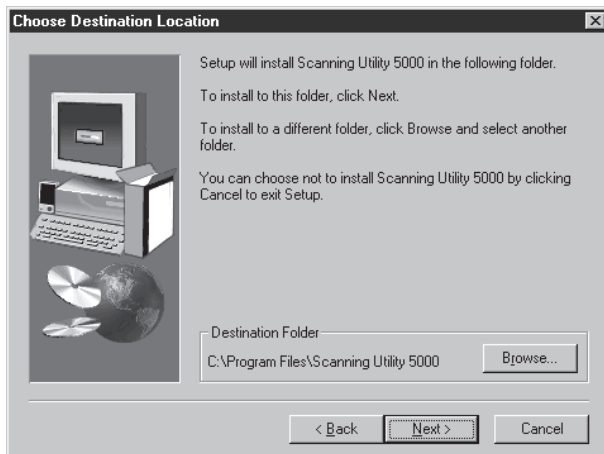 Choose Destination Location
Setup will install Scanning Utility 5000 in the following folder.
To install to this folder, click Next.
To install to a different folder, click Browse and select another
folder.
You can choose not to install Scanning Utility 5000 by clicking
Cancel to exit Setup.
Destination Folder
C:\Program Files\Scanning Utility 5000
Browse...
< Back
Next >
Cancel